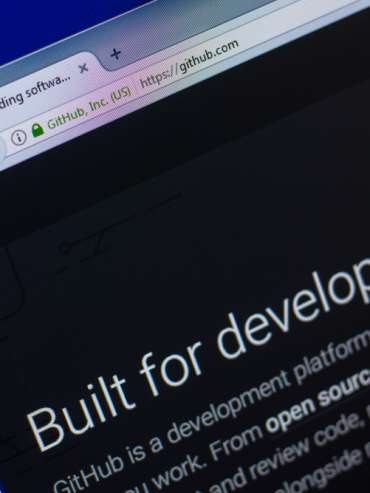 ding softwa...
GitHub, Inc. (US) https://github.com
Built for develop
GitHub is a development platform
you work. From open sourc
and review code,
alongside